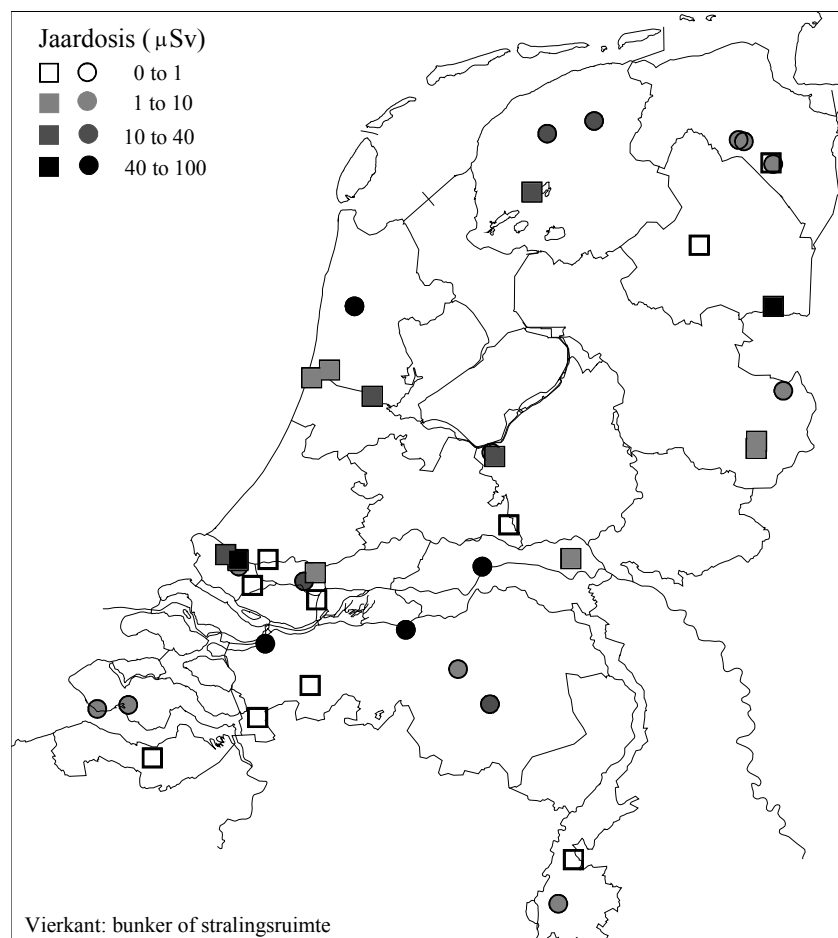 Jaardosis (μSv)
0 to 1
1 to 10
10 to 40
40 to 100
Vierkant: bunker of stralingsruimte